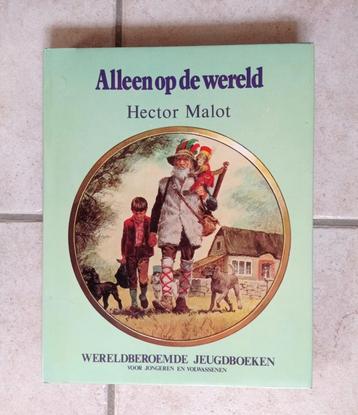 Alleen op de wereld
Hector Malot
WERELDBEROEMDE JEUGDBOEKEN
VOOR JONGEREN EN VOLWASSENEN